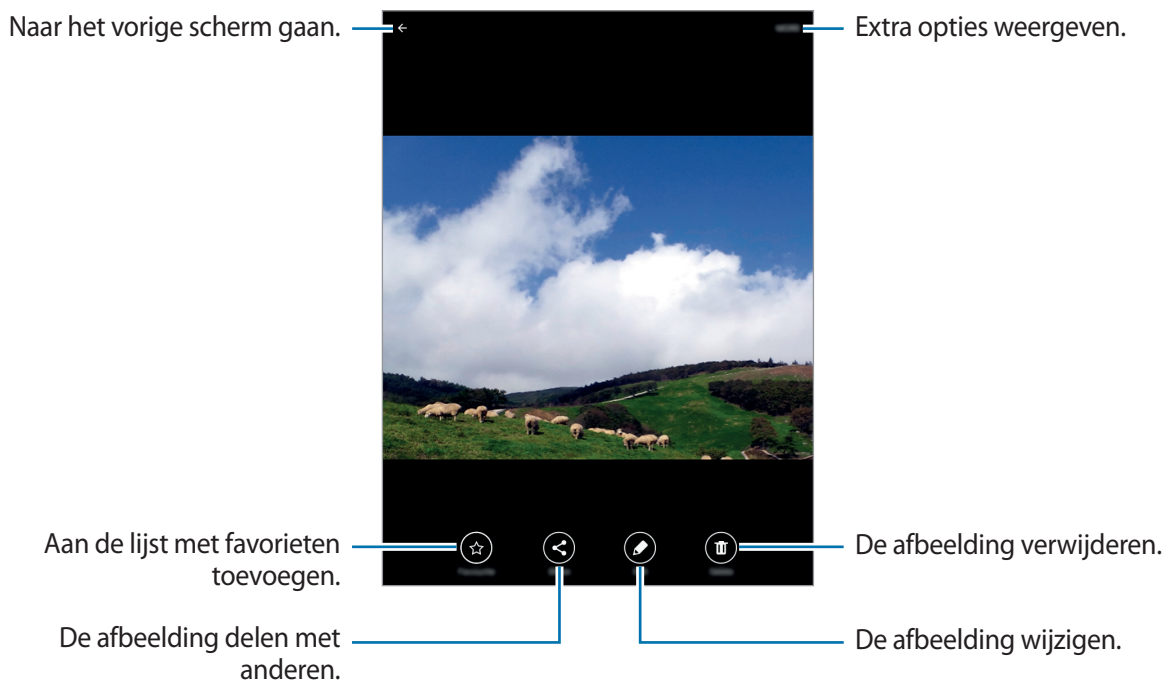 Naar het vorige scherm gaan.
Extra opties weergeven.
Aan de lijst met favorieten
toevoegen.
De afbeelding verwijderen.
De afbeelding delen met
anderen.
De afbeelding wijzigen.